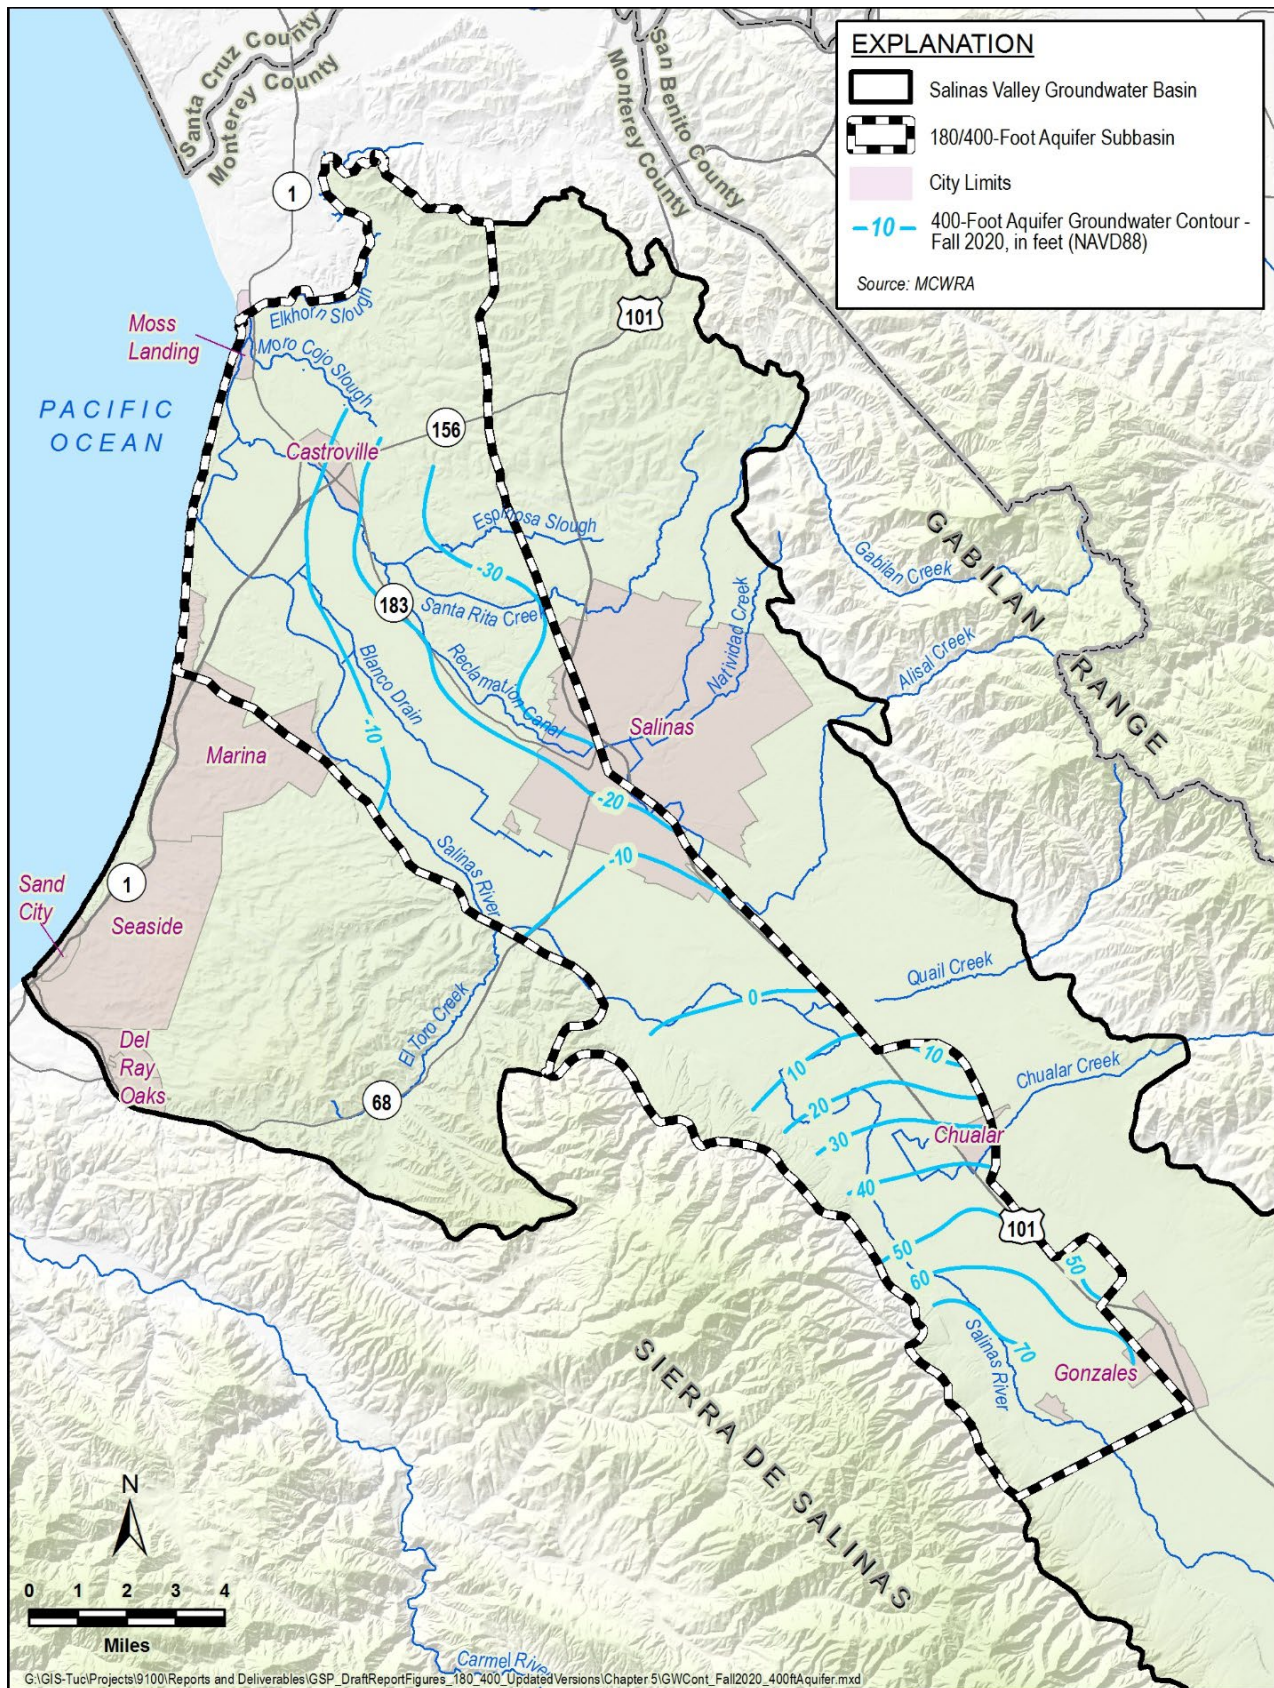 EXPLANATION
Salinas Valley Groundwater Basin
180/400-Foot Aquifer Subbasin
City Limits
-10
400-Foot Aquifer Groundwater Contour -
Fall 2020, in feet (NAVD88)
Source: MCWRA
Santa Cruz County
Monterey County
San Benito County
Monterey County
1
101
Elkhorn Slough
Moss
Landing
Moro Cojo Slough
PACIFIC
OCEAN
156
Castroville
Espinosa Slough
GABILAN
RANGE
Gabilan Creek
-30
183
Santa Rita Creek
Natividad Creek
Alisal Creek
Blanco Drain
Reclamation Canal
Salinas
-10
Marina
-20
-10
Salinas River
1
Sand
City
Seaside
Quail Creek
0
El Toro Creek
Del
Ray
Oaks
68
10
10
Chualar Creek
20
30
Chualar
40
101
50
50
60
70
Salinas River
Gonzales
SIERRA DE SALINAS
N
0 1 2 3 4
Miles
Carmel River
G:\GIS-Tuc\Projects\9100\Reports and Deliverables\GSP_DraftReportFigures_180_400_UpdatedVersions\Chapter 5\GWCont_Fall2020_400ftAquifer.mxd